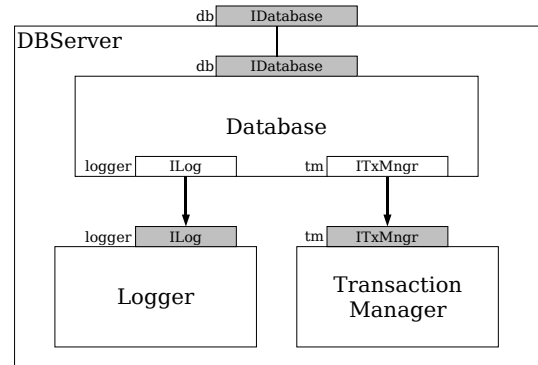 db IDatabase
DBServer
db IDatabase
Database
logger ILog tm ITxMngr
logger ILog tm ITxMngr
Logger
Transaction
Manager